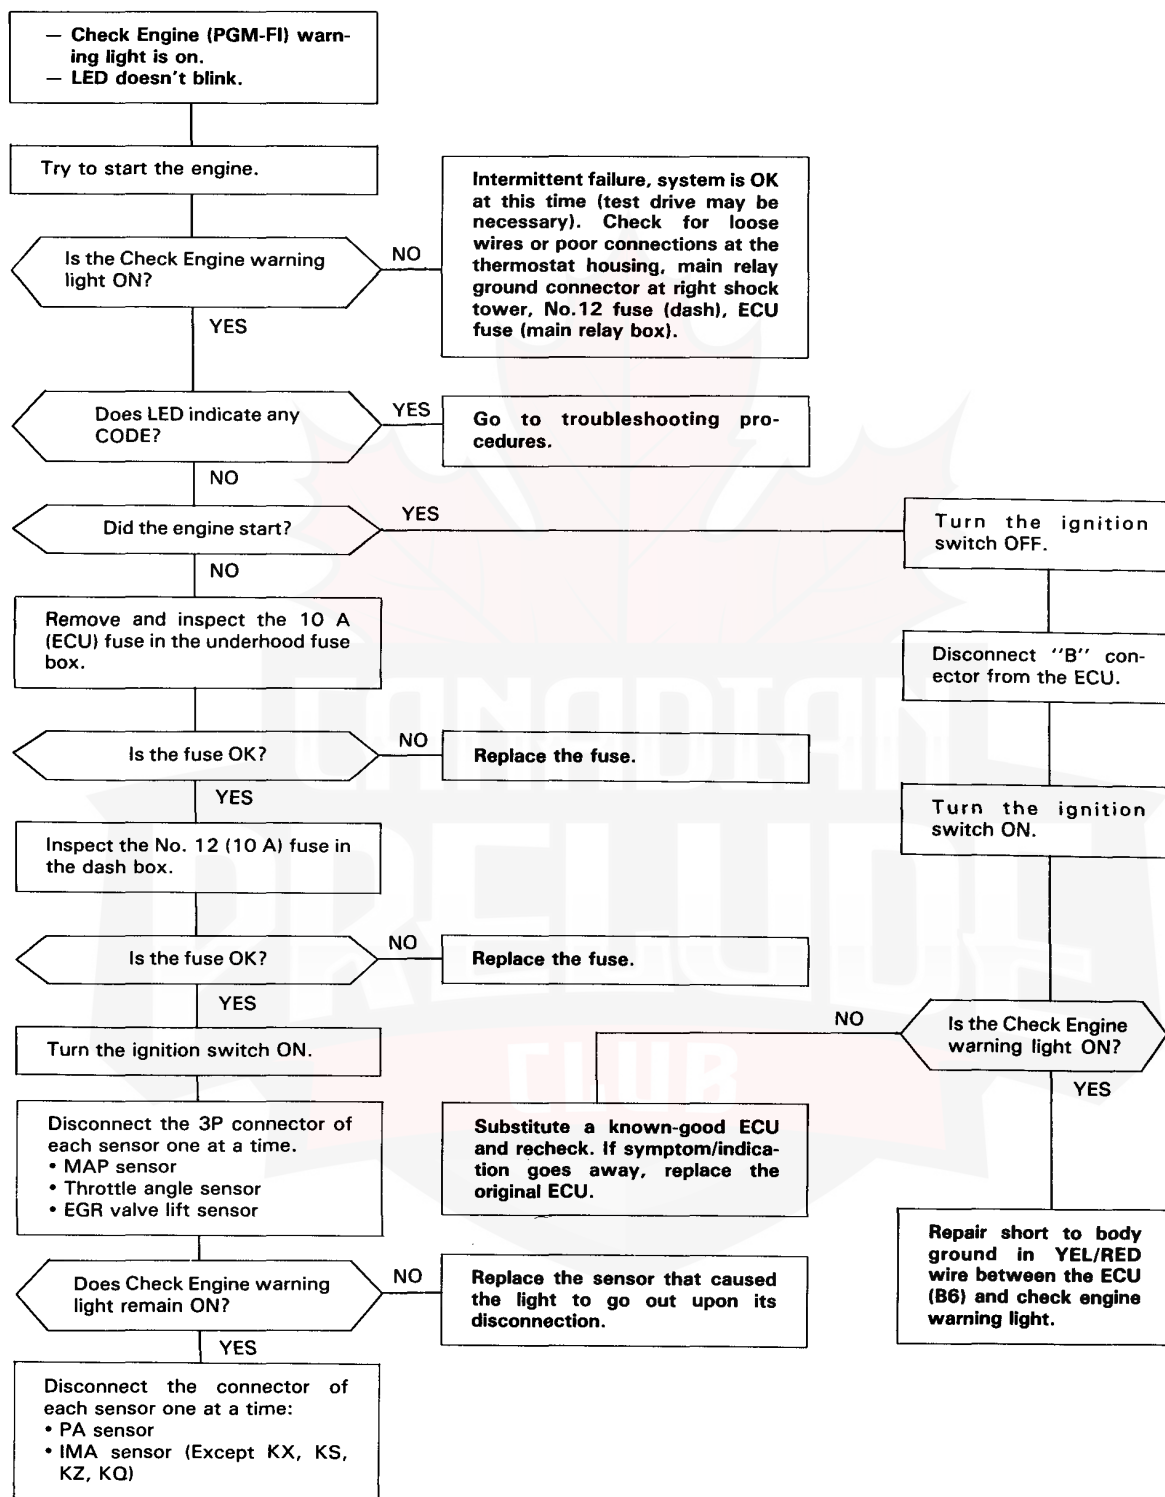 — Check Engine (PGM-FI) warn-
ing light is on.
— LED doesn't blink.
Try to start the engine.
Is the Check Engine warning
light ON?
NO
Intermittent failure, system is OK
at this time (test drive may be
necessary). Check for loose
wires or poor connections at the
thermostat housing, main relay
ground connector at right shock
tower, No.12 fuse (dash), ECU
fuse (main relay box).
YES
Does LED indicate any
CODE?
YES
Go to troubleshooting pro-
cedures.
NO
Did the engine start?
YES
Turn the ignition
switch OFF.
NO
Remove and inspect the 10 A
(ECU) fuse in the underhood fuse
box.
Disconnect "B" con-
ector from the ECU.
Is the fuse OK?
NO
Replace the fuse.
YES
Turn the ignition
switch ON.
Inspect the No. 12 (10 A) fuse in
the dash box.
Is the fuse OK?
NO
Replace the fuse.
YES
Turn the ignition switch ON.
NO
Is the Check Engine
warning light ON?
YES
Disconnect the 3P connector of
each sensor one at a time.
• MAP sensor
• Throttle angle sensor
• EGR valve lift sensor
Substitute a known-good ECU
and recheck. If symptom/indica-
tion goes away, replace the
original ECU.
Repair short to body
ground in YEL/RED
wire between the ECU
(B6) and check engine
warning light.
Does Check Engine warning
light remain ON?
NO
Replace the sensor that caused
the light to go out upon its
disconnection.
YES
Disconnect the connector of
each sensor one at a time:
• PA sensor
• IMA sensor (Except KX, KS,
KZ, KQ)
CANADIAN
PRELUDE
CLUB